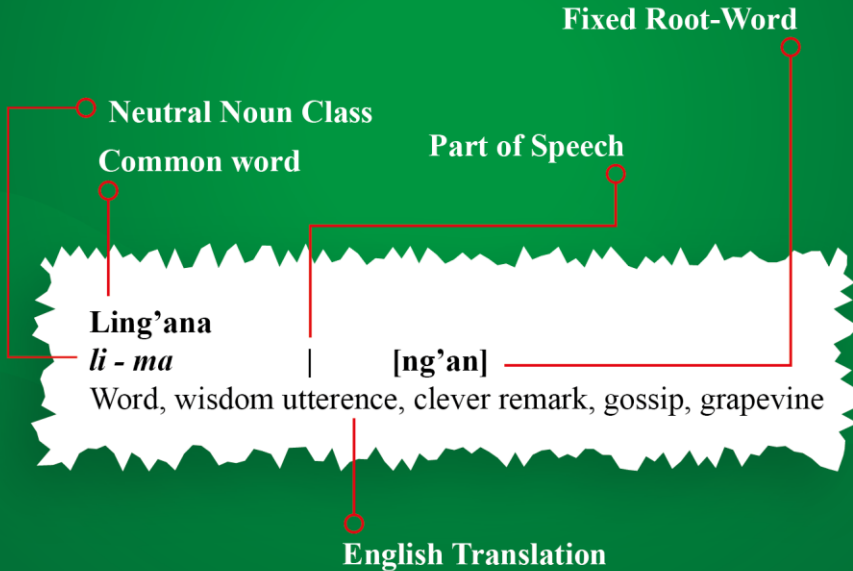 Fixed Root-Word
Neutral Noun Class
Part of Speech
Common word
Ling’ana
li - ma | [ng’an]
Word, wisdom utterence, clever remark, gossip, grapevine
English Translation